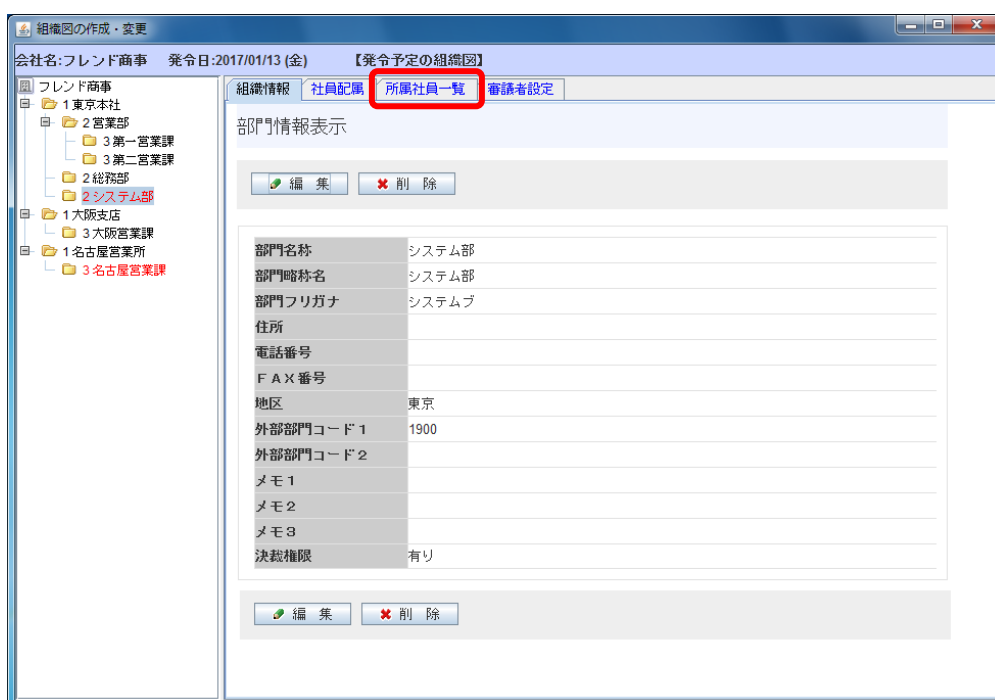 組織図の作成・変更
会社名:フレンド商事 発令日:2017/01/13 (金) 【発令予定の組織図】
フレンド商事
1東京本社
2営業部
3第一営業課
3第二営業課
2総務部
2システム部
1大阪支店
3大阪営業課
1名古屋営業所
3名古屋営業課
組織情報 社員配属 所属社員一覧 審議者設定
部門情報表示
編 集 削 除
部門名称 システム部
部門略称名 システム部
部門フリガナ システムブ
住所
電話番号
ＦＡＸ番号
地区 東京
外部部門コード1 1900
外部部門コード2
メモ1
メモ2
メモ3
決裁権限 有り
編 集 削 除